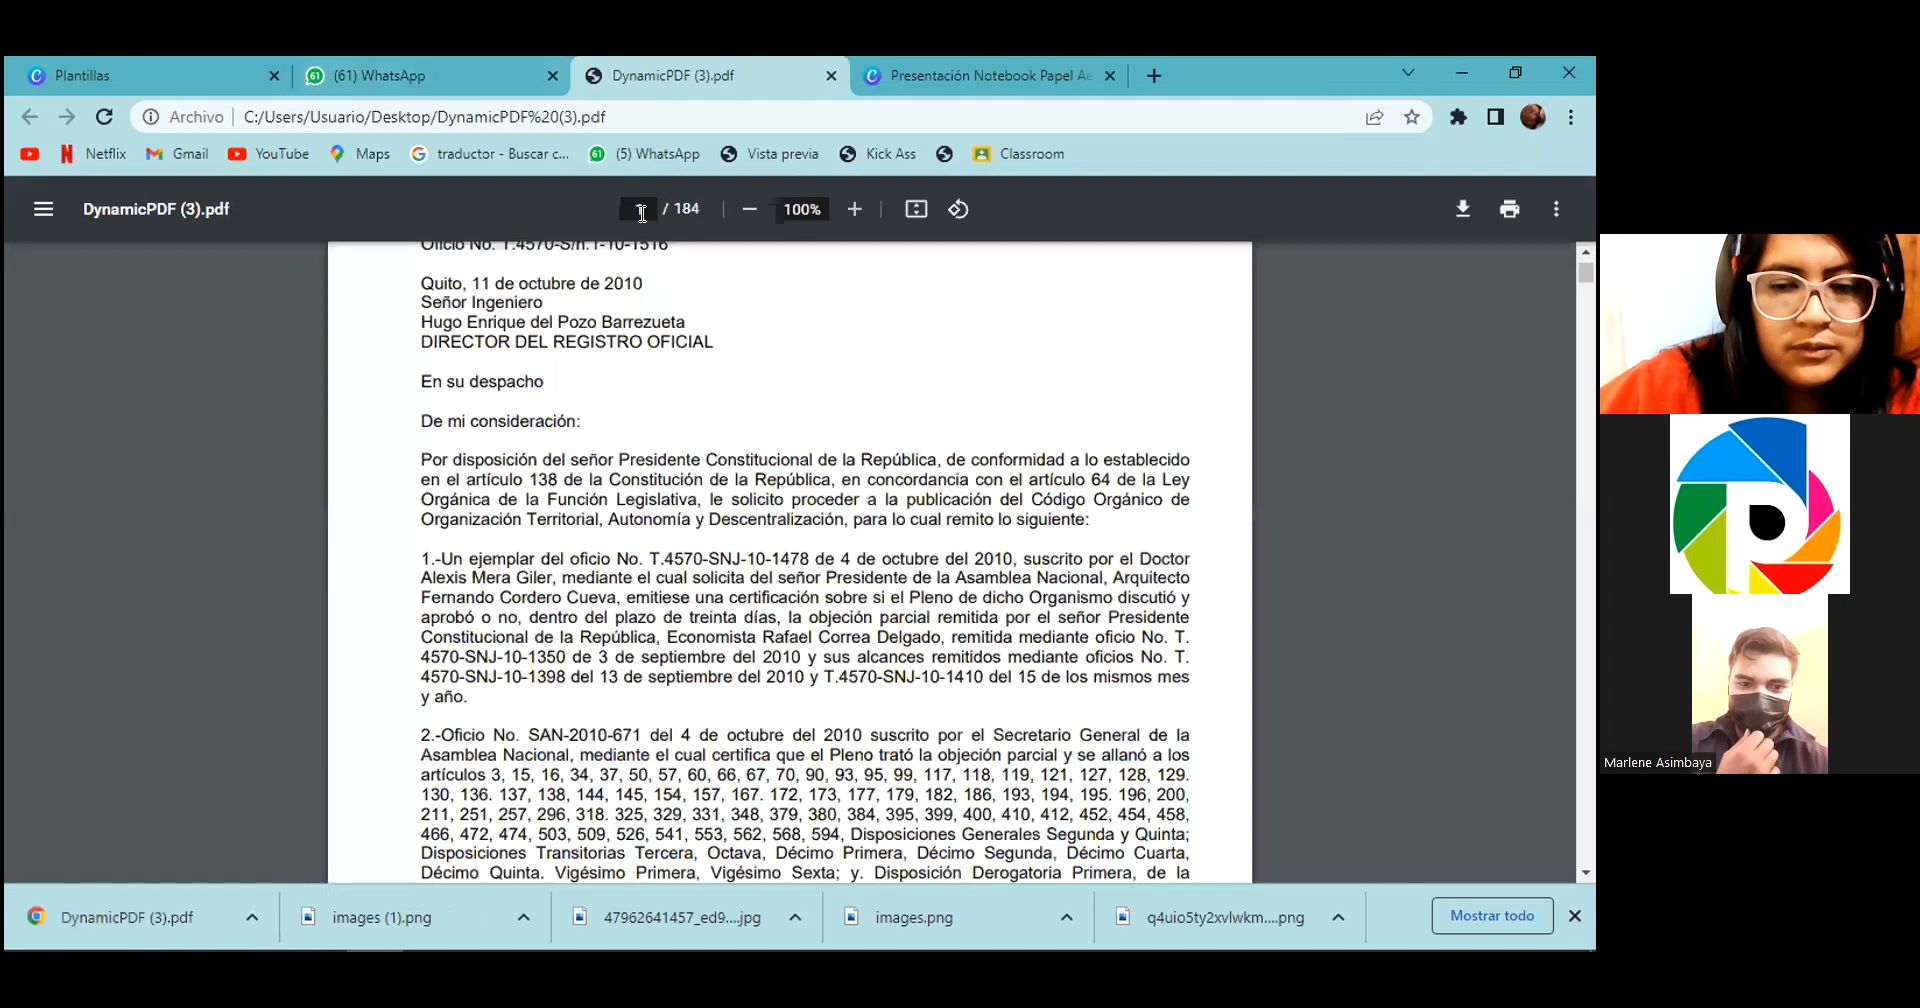 Plantillas
(61) WhatsApp
DynamicPDF (3).pdf
Presentación Notebook Papel Ae
Archivo
C:/Users/Usuario/Desktop/DynamicPDF%20(3).pdf
Netflix
Gmail
YouTube
Maps
traductor - Buscar c...
(5) WhatsApp
Vista previa
Kick Ass
Classroom
DynamicPDF (3).pdf
/ 184
100%
Oficio No. T.4570-S/n.1-10-1516
Quito, 11 de octubre de 2010
Señor Ingeniero
Hugo Enrique del Pozo Barrezueta
DIRECTOR DEL REGISTRO OFICIAL
En su despacho
De mi consideración:
Por disposición del señor Presidente Constitucional de la República, de conformidad a lo establecido
en el artículo 138 de la Constitución de la República, en concordancia con el artículo 64 de la Ley
Orgánica de la Función Legislativa, le solicito proceder a la publicación del Código Orgánico de
Organización Territorial, Autonomía y Descentralización, para lo cual remito lo siguiente:
1.-Un ejemplar del oficio No. T.4570-SNJ-10-1478 de 4 de octubre del 2010, suscrito por el Doctor
Alexis Mera Giler, mediante el cual solicita del señor Presidente de la Asamblea Nacional, Arquitecto
Fernando Cordero Cueva, emitiese una certificación sobre si el Pleno de dicho Organismo discutió y
aprobó o no, dentro del plazo de treinta días, la objeción parcial remitida por el señor Presidente
Constitucional de la República, Economista Rafael Correa Delgado, remitida mediante oficio No. T.
4570-SNJ-10-1350 de 3 de septiembre del 2010 y sus alcances remitidos mediante oficios No. T.
4570-SNJ-10-1398 del 13 de septiembre del 2010 y T.4570-SNJ-10-1410 del 15 de los mismos mes
y año.
2.-Oficio No. SAN-2010-671 del 4 de octubre del 2010 suscrito por el Secretario General de la
Asamblea Nacional, mediante el cual certifica que el Pleno trató la objeción parcial y se allanó a los
artículos 3, 15, 16, 34, 37, 50, 57, 60, 66, 67, 70, 90, 93, 95, 99, 117, 118, 119, 121, 127, 128, 129.
130, 136. 137, 138, 144, 145, 154, 157, 167. 172, 173, 177, 179, 182, 186, 193, 194, 195. 196, 200,
211, 251, 257, 296, 318. 325, 329, 331, 348, 379, 380, 384, 395, 399, 400, 410, 412, 452, 454, 458,
466, 472, 474, 503, 509, 526, 541, 553, 562, 568, 594, Disposiciones Generales Segunda y Quinta;
Disposiciones Transitorias Tercera, Octava, Décimo Primera, Décimo Segunda, Décimo Cuarta,
Décimo Quinta. Vigésimo Primera, Vigésimo Sexta; y. Disposición Derogatoria Primera, de la
Marlene Asimbaya
DynamicPDF (3).pdf
images (1).png
47962641457_ed9....jpg
images.png
q4uio5ty2xvlwkm....png
Mostrar todo